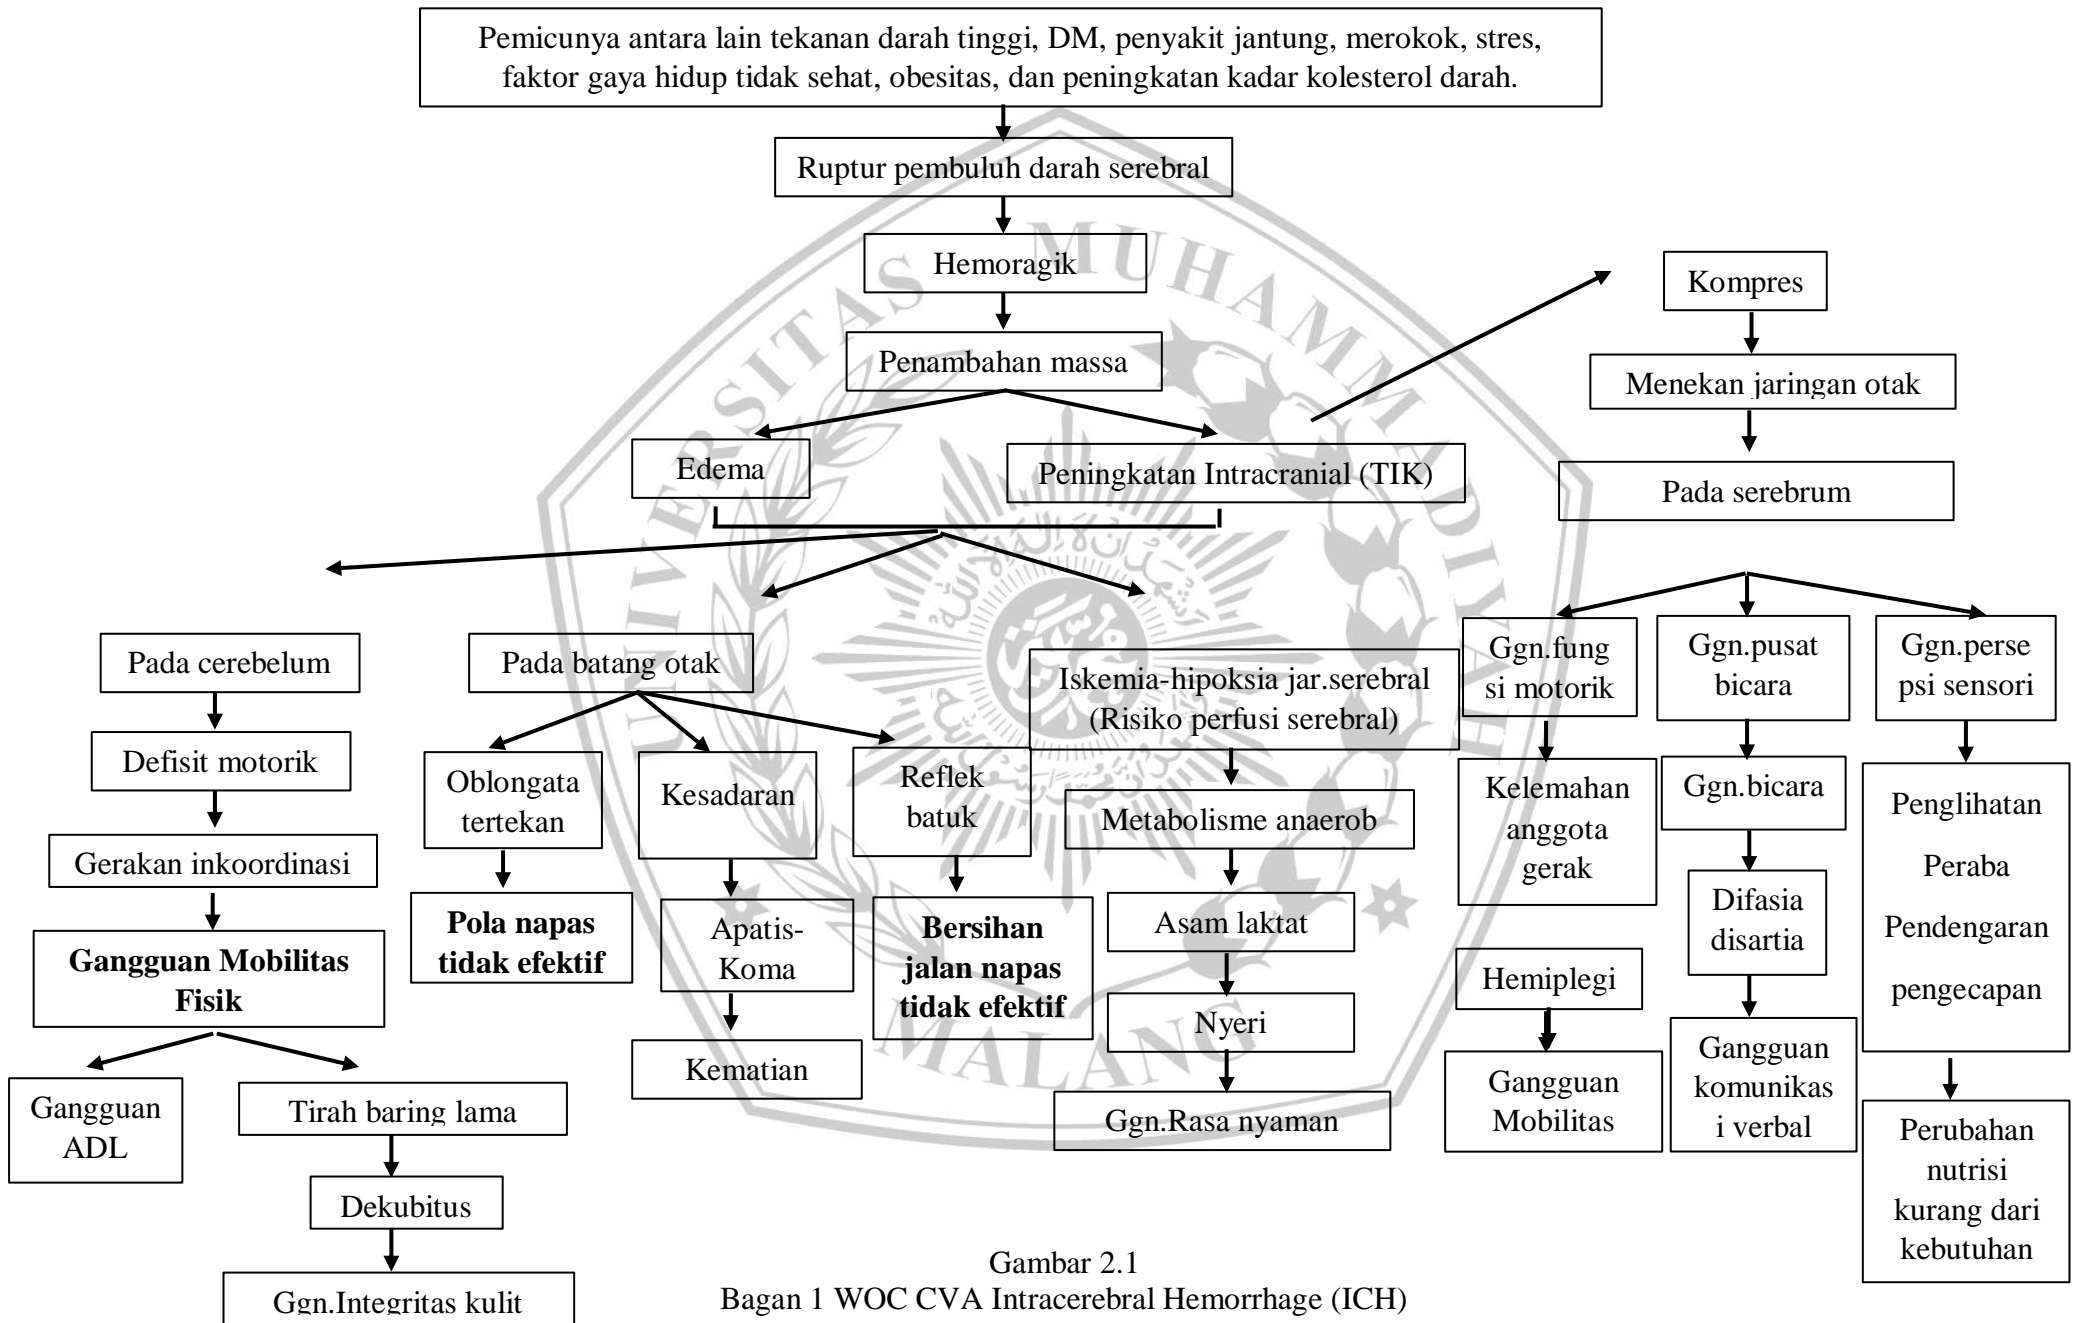 Pemicunya antara lain tekanan darah tinggi, DM, penyakit jantung, merokok, stres,
faktor gaya hidup tidak sehat, obesitas, dan peningkatan kadar kolesterol darah.
Ruptur pembuluh darah serebral
Hemoragik
Penambahan massa
Edema
Peningkatan Intracranial (TIK)
Kompres
Menekan jaringan otak
Pada serebrum
Pada cerebelum
Defisit motorik
Gerakan inkoordinasi
Gangguan Mobilitas
Fisik
Gangguan
ADL
Tirah baring lama
Dekubitus
Ggn.Integritas kulit
Pada batang otak
Oblongata
tertekan
Pola napas
tidak efektif
Kesadaran
Apatis-
Koma
Kematian
Reflek
batuk
Bersihan
jalan napas
tidak efektif
Iskemia-hipoksia jar.serebral
(Risiko perfusi serebral)
Metabolisme anaerob
Asam laktat
Nyeri
Ggn.Rasa nyaman
Ggn.fung
si motorik
Kelemahan
anggota
gerak
Hemiplegi
Gangguan
Mobilitas
Ggn.pusat
bicara
Ggn.bicara
Difasia
disartia
Gangguan
komunikas
i verbal
Ggn.perse
psi sensori
Penglihatan
Peraba
Pendengaran
pengecapan
Perubahan
nutrisi
kurang dari
kebutuhan
Gambar 2.1
Bagan 1 WOC CVA Intracerebral Hemorrhage (ICH)
UNIVERSITAS MUHAMMADIYAH
MALANG